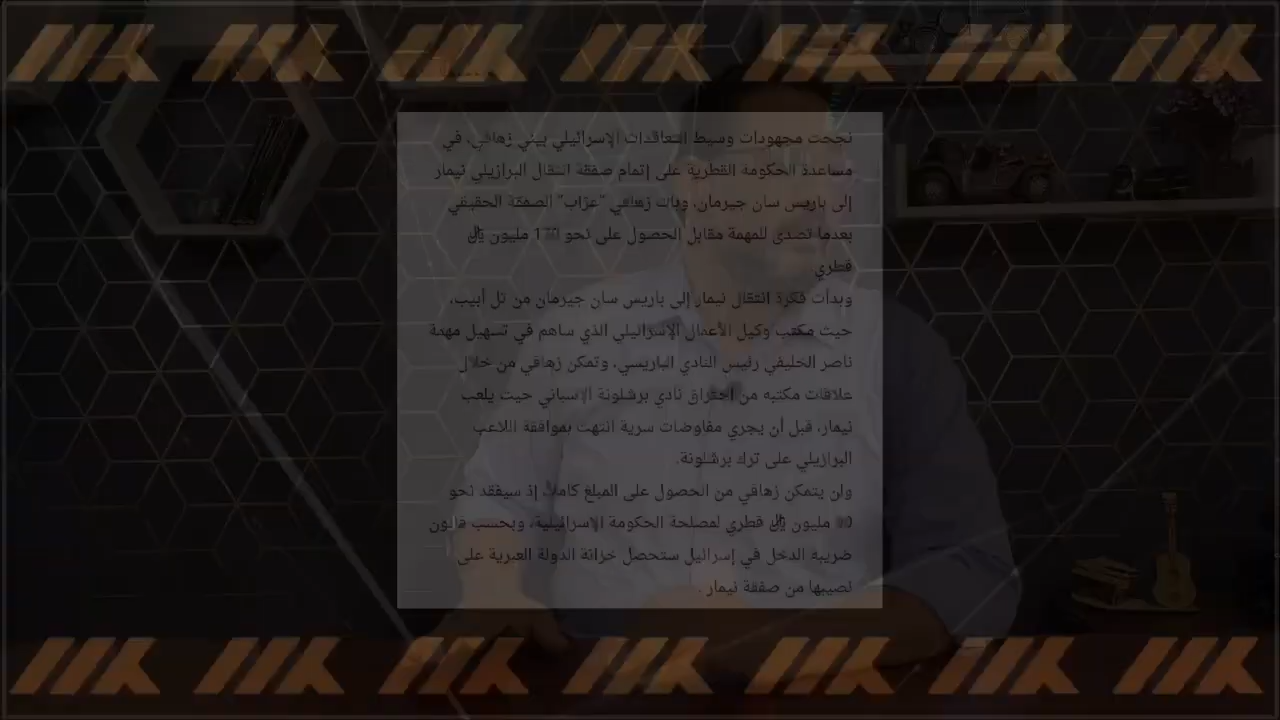 نجحت مجهودات وسيط التعاقدات الإسرائيلي بيني زهافي، في
مساعدة الحكومة القطرية على إتمام صفقة انتقال البرازيلي نيمار
إلى باريس سان جيرمان، وبات زهافي "عرّاب" الصفقة الحقيقي
بعدما تصدى للمهمة مقابل الحصول على نحو مليون ريال
قطري
وبدأت فكرة انتقال نيمار إلى باريس سان جيرمان من تل أبيب،
حيث مكتب وكيل الأعمال الإسرائيلي الذي ساهم في تسهيل مهمة
ناصر الخليفي رئيس النادي الباريسي، وتمكن زهافي من خلال
علاقات مكتبه من اختراق نادي برشلونة الإسباني حيث يلعب
نيمار، قبل أن يجري مفاوضات سرية انتهت بموافقة اللاعب
البرازيلي على ترك برشلونة.
ولن يتمكن زهافي من الحصول على المبلغ كاملاً، إذ سيفقد نحو
مليون ريال قطري لمصلحة الحكومة الإسرائيلية، وبحسب قانون
ضريبة الدخل في إسرائيل ستحصل خزانة الدولة العبرية على
نصيبها من صفقة نيمار .